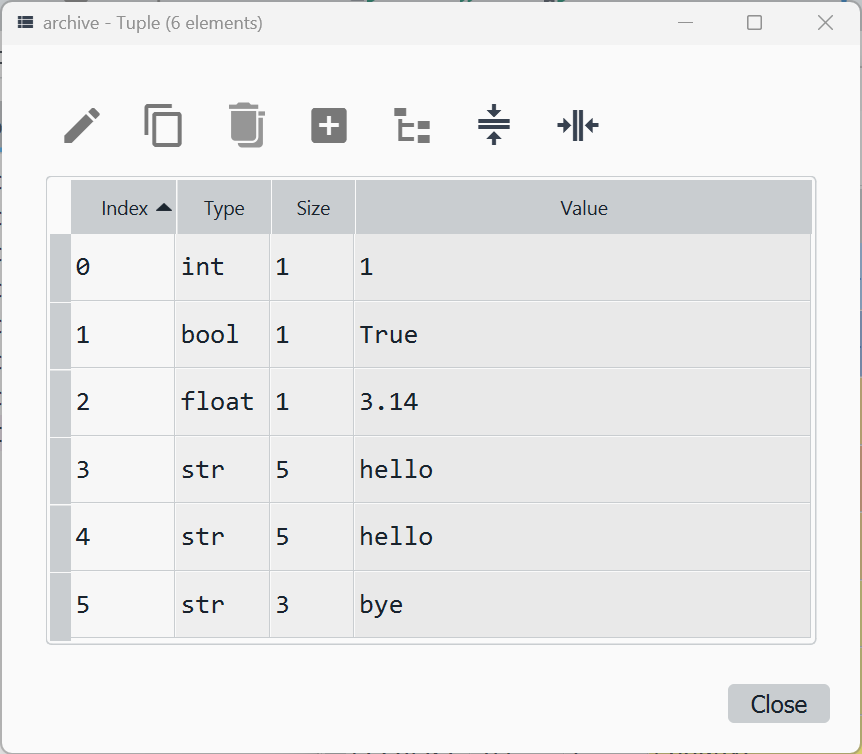 archive - Tuple (6 elements)
Index Type Size Value
0 int 1 1
1 bool 1 True
2 float 1 3.14
3 str 5 hello
4 str 5 hello
5 str 3 bye
Close